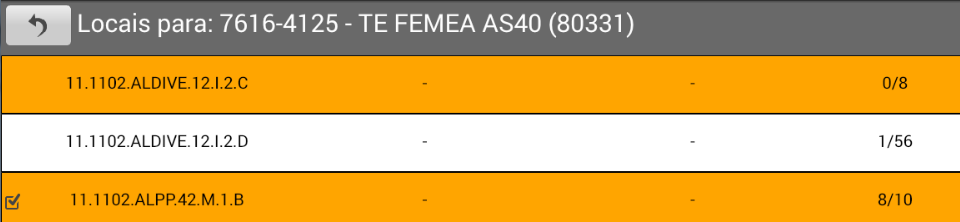 Locais para: 7616-4125 - TE FEMEA AS40 (80331)
11.1102.ALDIVE.12.I.2.C - - 0/8
11.1102.ALDIVE.12.I.2.D - - 1/56
11.1102.ALPP.42.M.1.B - - 8/10